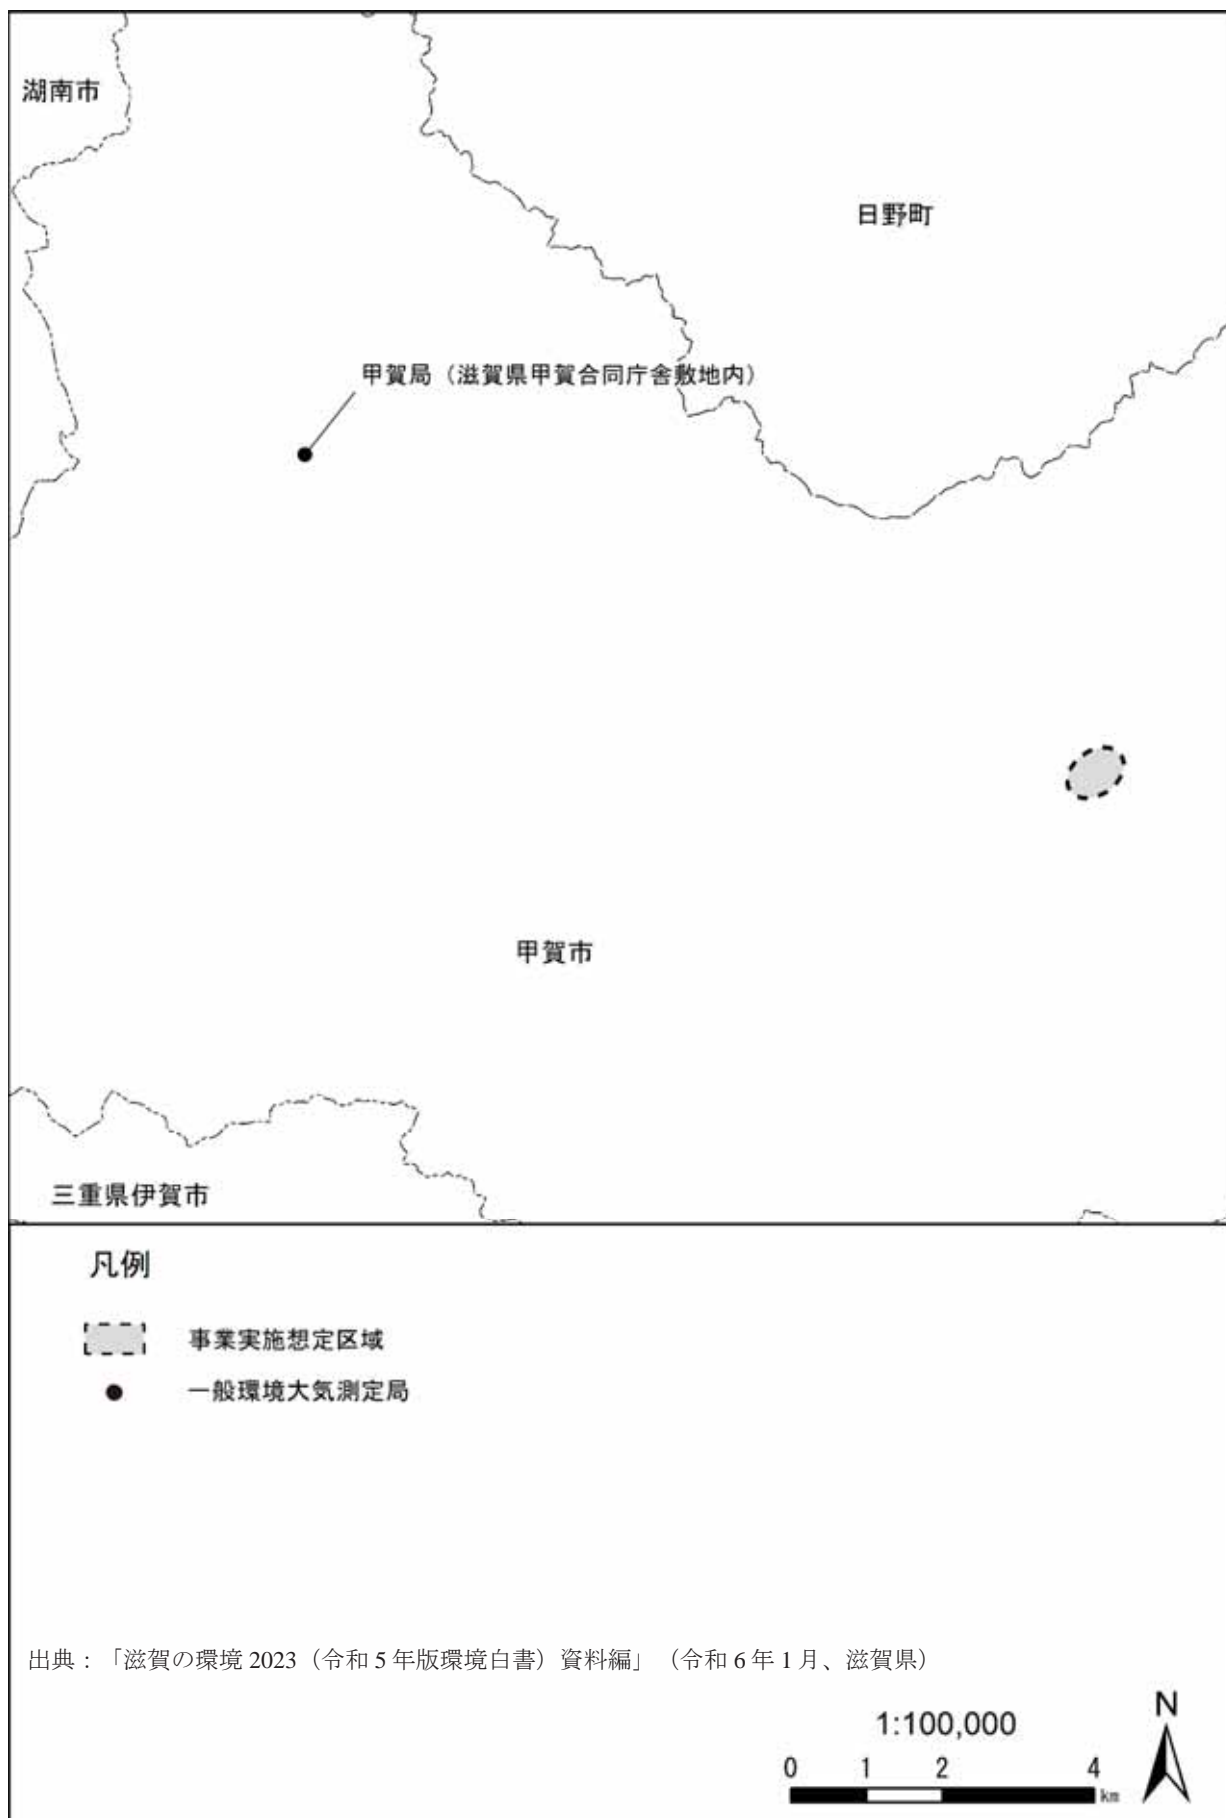 湖南市
日野町
甲賀局（滋賀県甲賀合同庁舎敷地内）
甲賀市
三重県伊賀市
凡例
事業実施想定区域
一般環境大気測定局
出典：「滋賀の環境 2023（令和 5 年版環境白書）資料編」（令和 6 年 1 月、滋賀県）
N
1:100,000
0 1 2 4
km